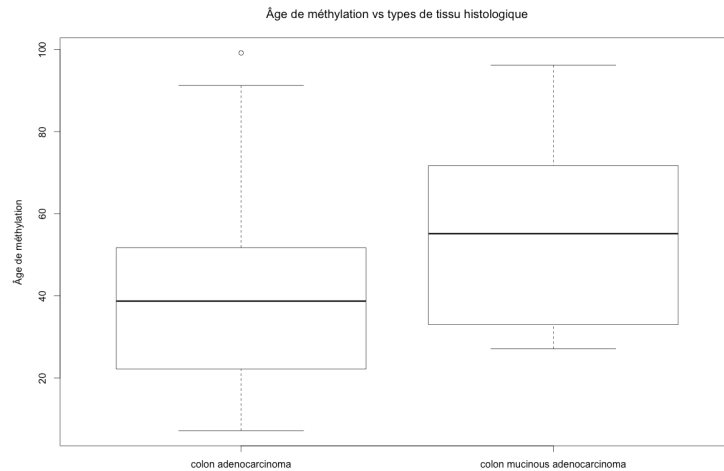 Âge de méthylation vs types de tissu histologique
Âge de méthylation
100
80
60
40
20
colon adenocarcinoma
colon mucinous adenocarcinoma